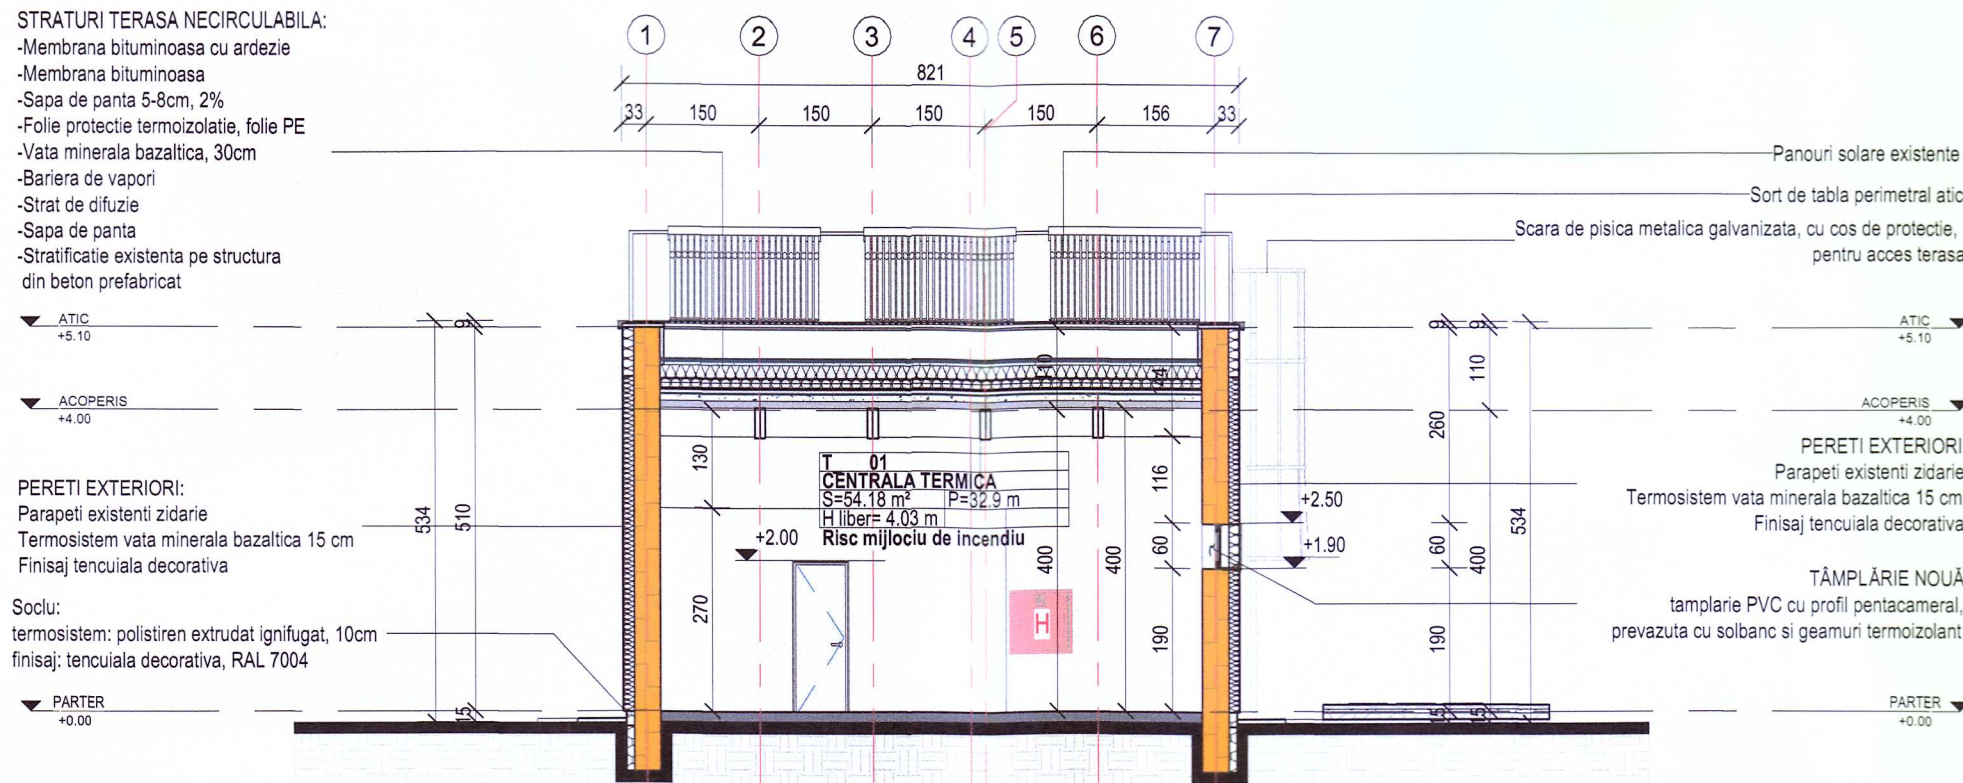 STRATURI TERASA NECIRCULABILA:
-Membrana bituminoasa cu ardezie
-Membrana bituminoasa
-Sapa de panta 5-8cm, 2%
-Folie protectie termoizolatie, folie PE
-Vata minerala bazaltica, 30cm
-Bariera de vapori
-Strat de difuzie
-Sapa de panta
-Stratificatie existenta pe structura
din beton prefabricat
1 2 3 4 5 6 7
821
33 150 150 150 150 156 33
Panouri solare existente
Sort de tabla perimetral atic
Scara de pisica metalica galvanizata, cu cos de protectie,
pentru acces terasa
ATIC
+5.10
9
ACOPERIS
+4.00
534
510
15
PERETI EXTERIORI:
Parapeti existenti zidarie
Termosistem vata minerala bazaltica 15 cm
Finisaj tencuiala decorativa
Soclu:
termosistem: polistiren extrudat ignifugat, 10cm
finisaj: tencuiala decorativa, RAL 7004
PARTER
+0.00
130
270
T 01
CENTRALA TERMICA
S=54.18 m² P=32.9 m
H liber= 4.03 m
Risc mijlociu de incendiu
+2.00
H
110
400
400
144
116
60
190
+2.50
+1.90
9
260
60
190
15
9
110
400
15
534
ATIC
+5.10
ACOPERIS
+4.00
PERETI EXTERIORI
Parapeti existenti zidarie
Termosistem vata minerala bazaltica 15 cm
Finisaj tencuiala decorativa
TÂMPLĂRIE NOUĂ
tamplarie PVC cu profil pentacameral,
prevazuta cu solbanc si geamuri termoizolant
PARTER
+0.00